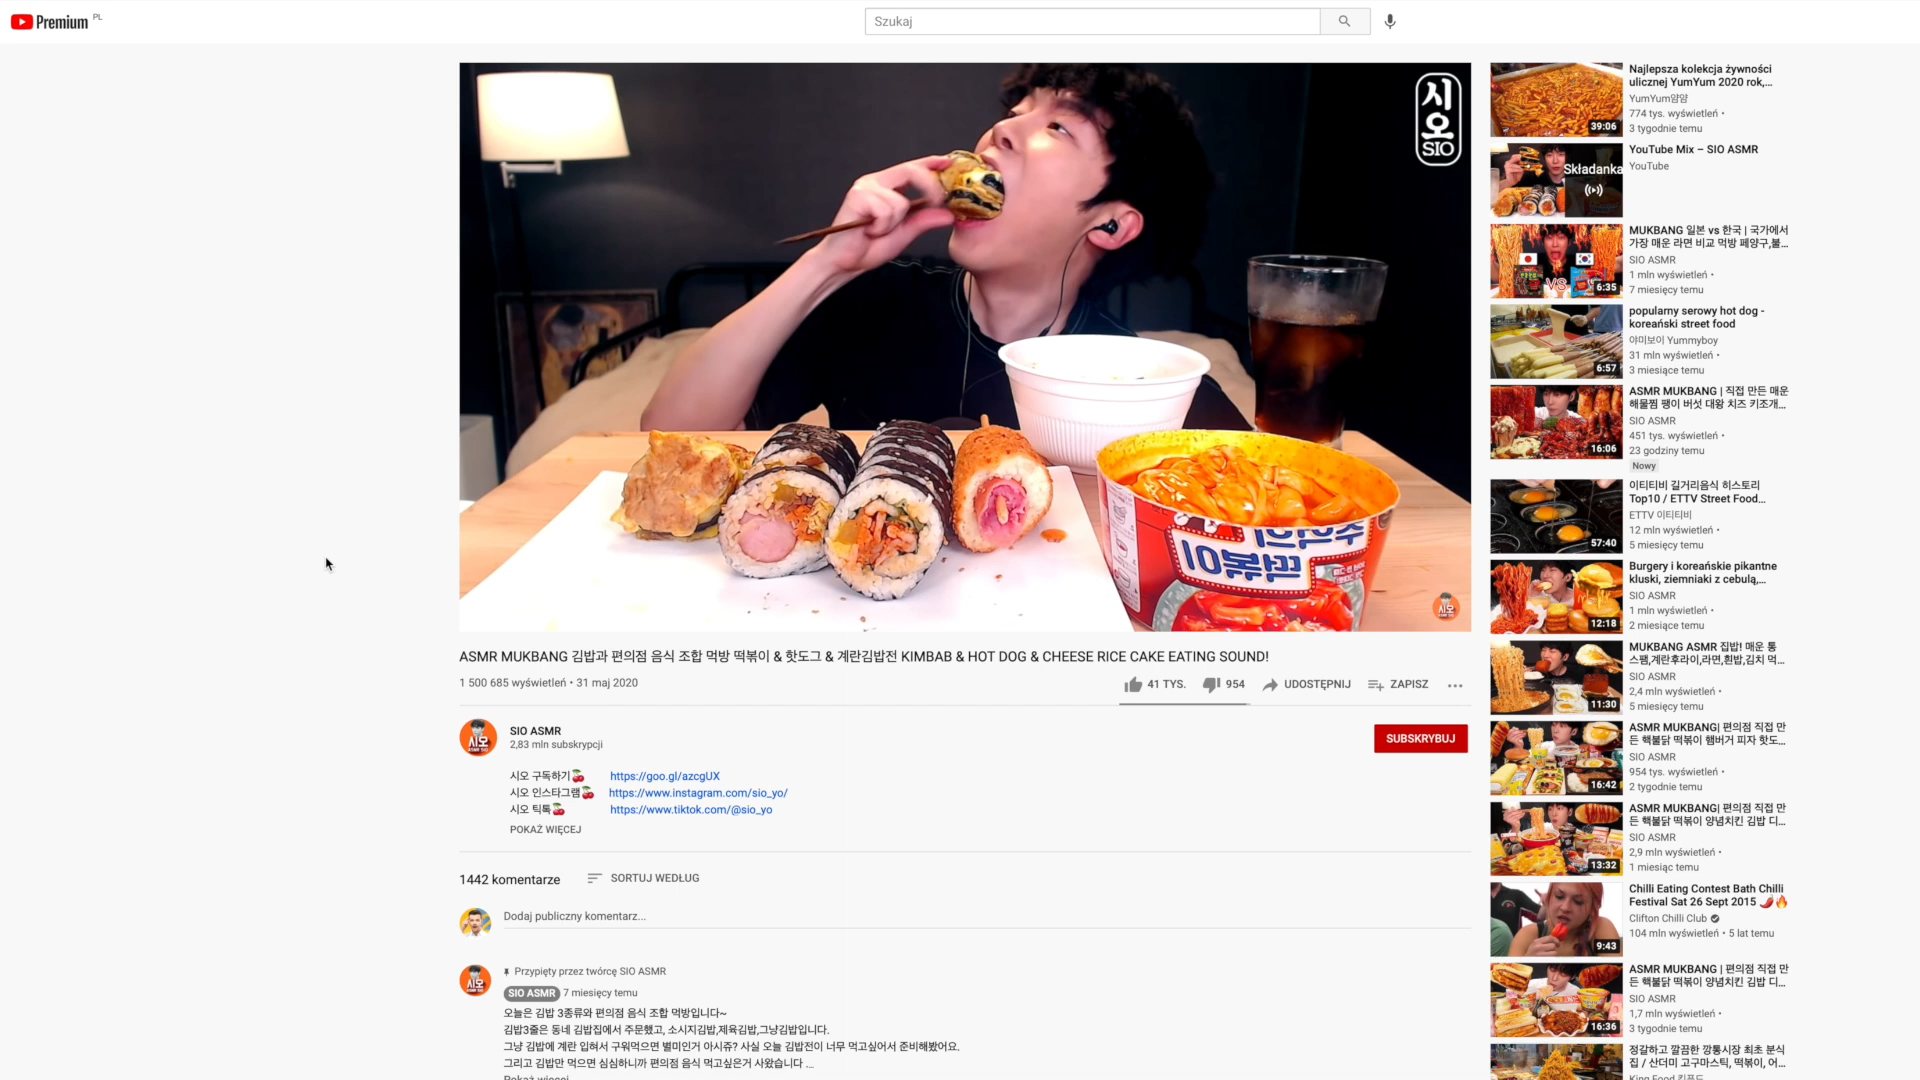 Premium PL
Szukaj
시오
SIO
ASMR MUKBANG 김밥과 편의점 음식 조합 먹방 떡볶이 & 핫도그 & 계란김밥전 KIMBAB & HOT DOG & CHEESE RICE CAKE EATING SOUND!
1 500 685 wyświetleń • 31 maj 2020
41 TYS.
954
UDOSTĘPNIJ
ZAPISZ
SIO ASMR
2,83 mln subskrypcji
SUBSKRYBUJ
시오 구독하기🍒 https://goo.gl/azcgUX
시오 인스타그램🍒 https://www.instagram.com/sio_yo/
시오 틱톡🍒 https://www.tiktok.com/@sio_yo
POKAŻ WIĘCEJ
1442 komentarze
SORTUJ WEDŁUG
Dodaj publiczny komentarz...
Przypięty przez twórcę SIO ASMR
SIO ASMR 7 miesięcy temu
오늘은 김밥 3종류와 편의점 음식 조합 먹방입니다~
김밥3줄은 동네 김밥집에서 주문했고, 소시지김밥,제육김밥,그냥김밥입니다.
그냥 김밥에 계란 입혀서 구워먹으면 별미인거 아시쥬? 사실 오늘 김밥전이 너무 먹고싶어서 준비해봤어요.
그리고 김밥만 먹으면 심심하니까 편의점 음식 먹고싶은거 사왔습니다 ...
Pokaż więcej
Najlepsza kolekcja żywności
ulicznej YumYum 2020 rok,...
YumYum얌얌
774 tys. wyświetleń •
3 tygodnie temu
39:06
YouTube Mix – SIO ASMR
YouTube
Składanka
MUKBANG 일본 vs 한국 | 국가에서
가장 매운 라면 비교 먹방 페양구,불...
SIO ASMR
1 mln wyświetleń •
7 miesięcy temu
VS
6:35
popularny serowy hot dog -
koreański street food
야미보이 Yummyboy
31 mln wyświetleń •
3 miesiące temu
6:57
ASMR MUKBANG | 직접 만든 매운
해물찜 팽이 버섯 대왕 치즈 키조개...
SIO ASMR
451 tys. wyświetleń •
23 godziny temu
Nowy
16:06
이티티비 길거리음식 히스토리
Top10 / ETTV Street Food...
ETTV 이티티비
12 mln wyświetleń •
5 miesięcy temu
57:40
Burgery i koreańskie pikantne
kluski, ziemniaki z cebulą,...
SIO ASMR
1 mln wyświetleń •
2 miesiące temu
12:18
MUKBANG ASMR 집밥! 매운 통
스팸,계란후라이,라면,흰밥,김치 먹...
SIO ASMR
2,4 mln wyświetleń •
5 miesięcy temu
11:30
ASMR MUKBANG| 편의점 직접 만
든 핵불닭 떡볶이 햄버거 피자 핫도...
SIO ASMR
954 tys. wyświetleń •
2 tygodnie temu
16:42
ASMR MUKBANG| 편의점 직접 만
든 핵불닭 떡볶이 양념치킨 김밥 디...
SIO ASMR
2,9 mln wyświetleń •
1 miesiąc temu
13:32
Chilli Eating Contest Bath Chilli
Festival Sat 26 Sept 2015 🌶️🔥
Clifton Chilli Club
104 mln wyświetleń • 5 lat temu
9:43
ASMR MUKBANG | 편의점 직접 만
든 핵불닭 떡볶이 양념치킨 김밥 디...
SIO ASMR
1,7 mln wyświetleń •
3 tygodnie temu
16:36
정갈하고 깔끔한 깡통시장 최초 분식
집 / 산더미 고구마스틱, 떡볶이, 어...
King Food 킹푸드